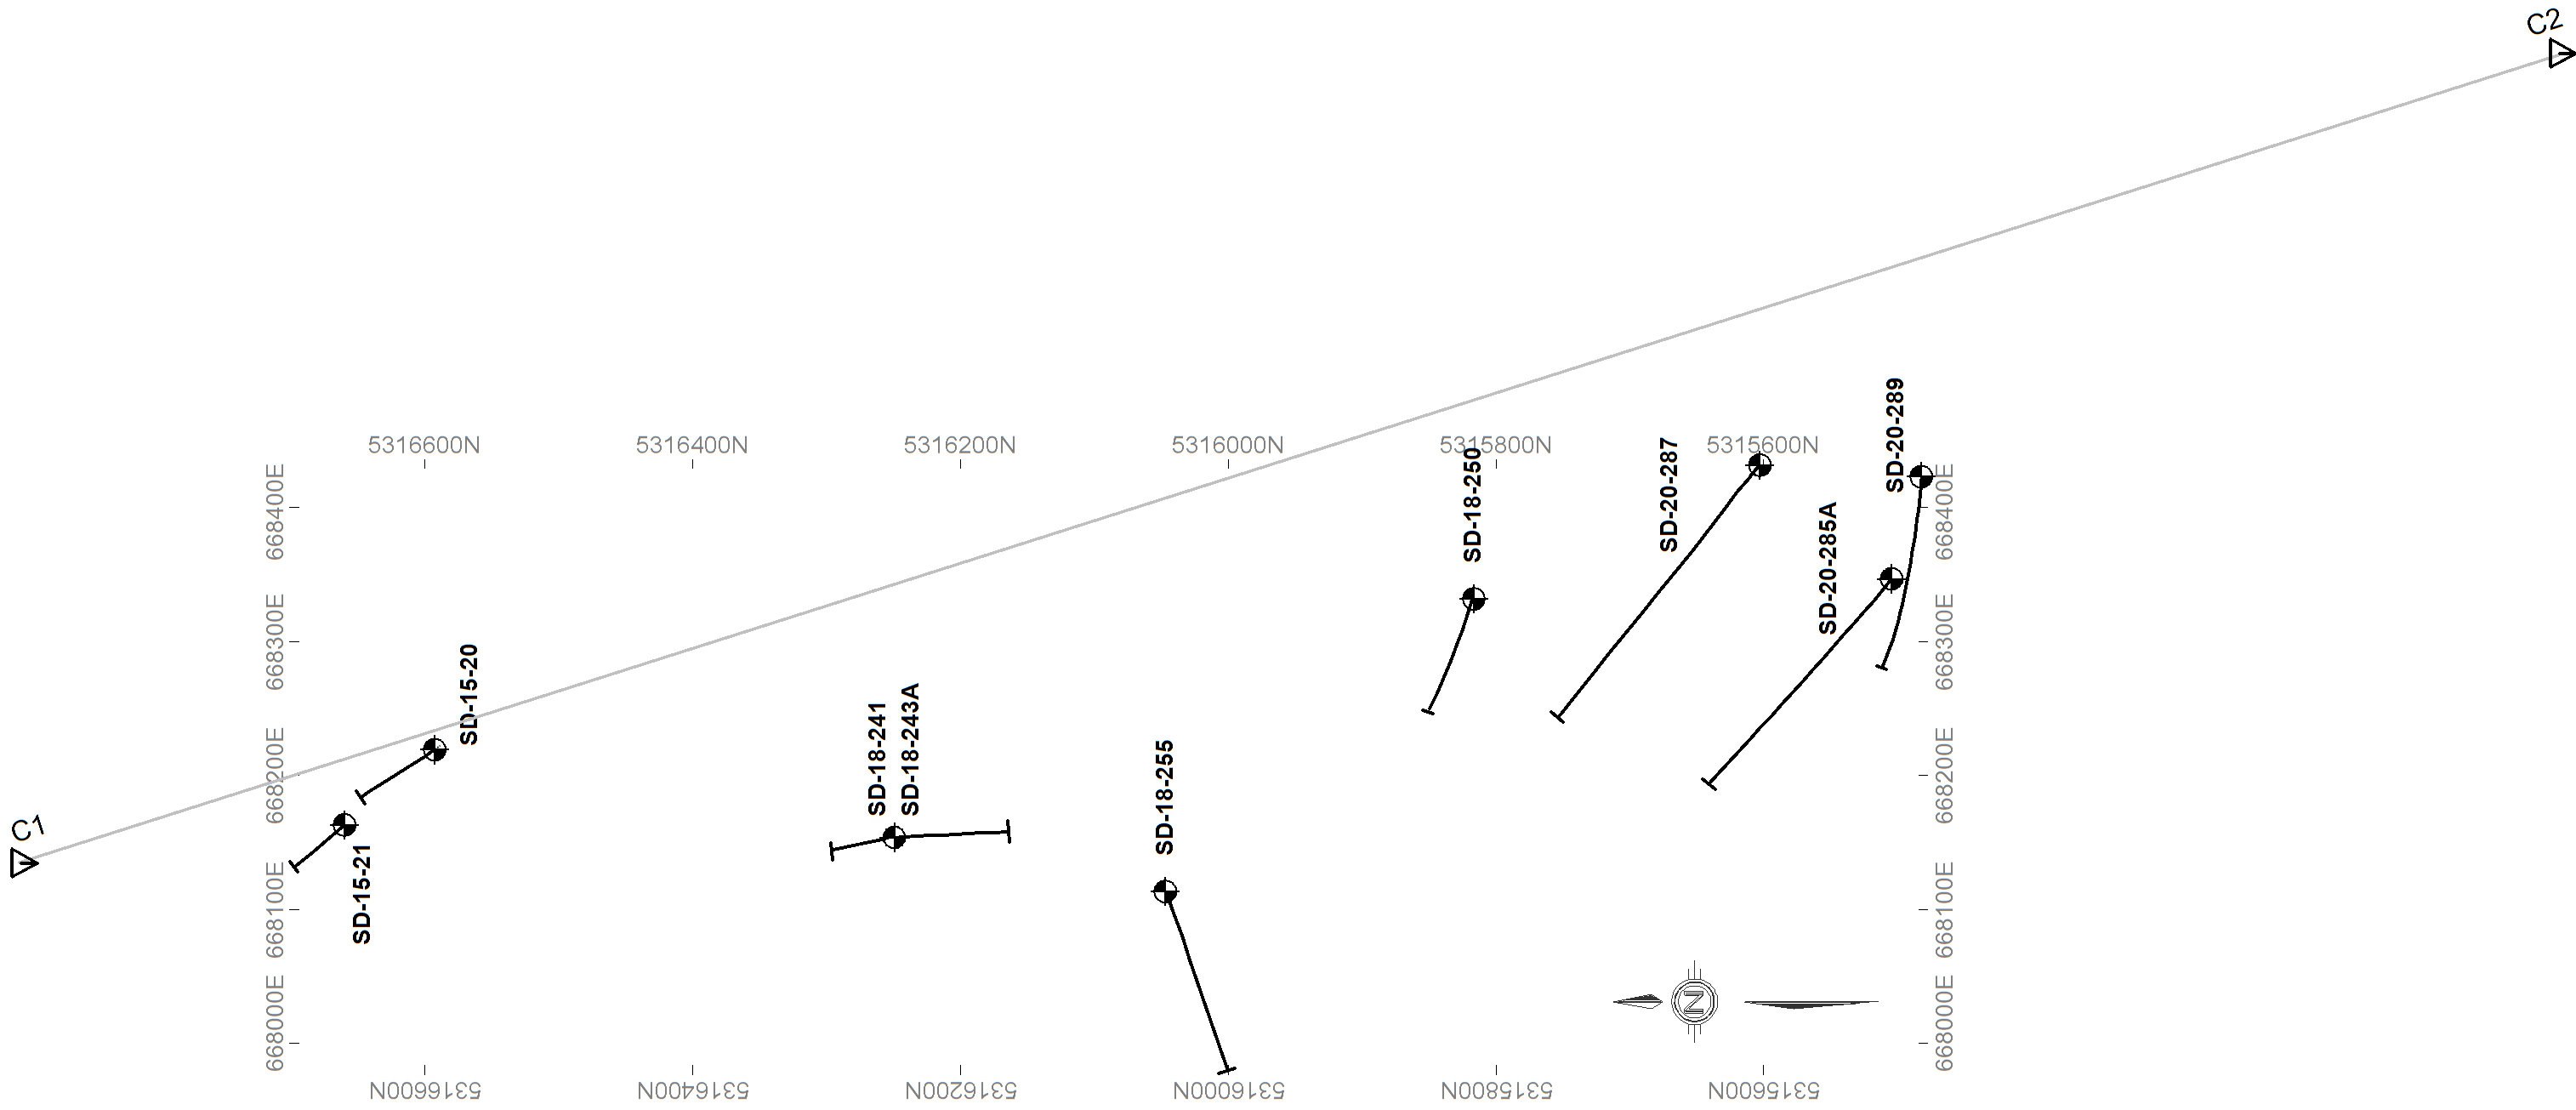 C2
C1
5316600N
5316400N
5316200N
5316000N
5315800N
5315600N
668400E
668300E
668200E
668100E
668000E
SD-15-20
SD-15-21
SD-18-241
SD-18-243A
SD-18-255
SD-18-250
SD-20-287
SD-20-285A
SD-20-289
668400E
668300E
668200E
668100E
668000E
N
5316600N
5316400N
5316200N
5316000N
5315800N
5315600N